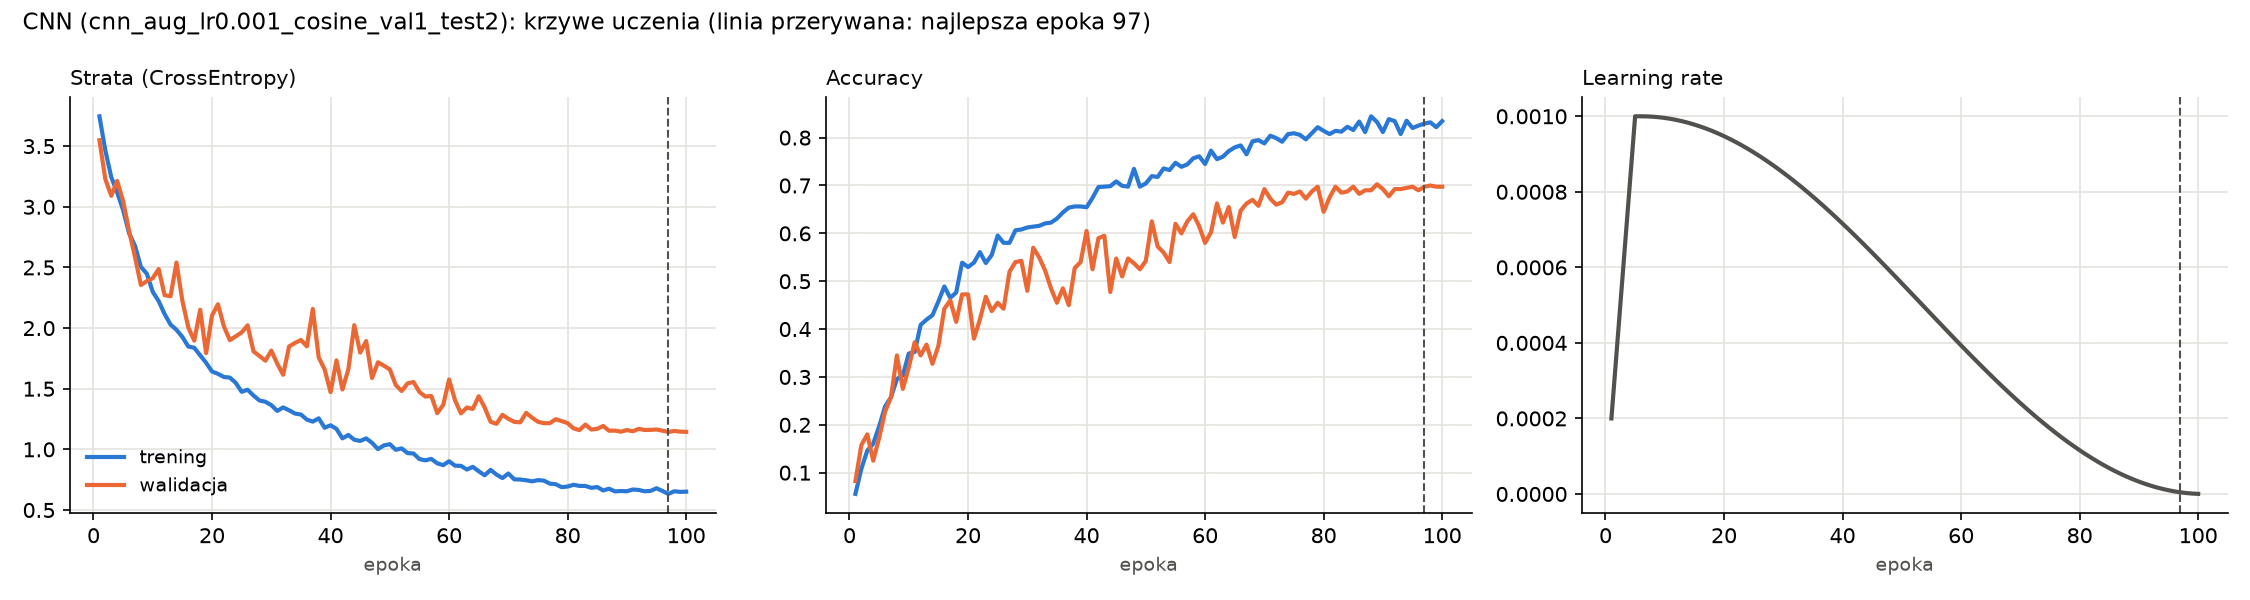 CNN (cnn_aug_lr0.001_cosine_val1_test2): krzywe uczenia (linia przerywana: najlepsza epoka 97)
Strata (CrossEntropy)
3.5
3.0
2.5
2.0
1.5
1.0
0.5
trening
walidacja
0 20 40 60 80 100
epoka
Accuracy
0.8
0.7
0.6
0.5
0.4
0.3
0.2
0.1
0 20 40 60 80 100
epoka
Learning rate
0.0010
0.0008
0.0006
0.0004
0.0002
0.0000
0 20 40 60 80 100
epoka